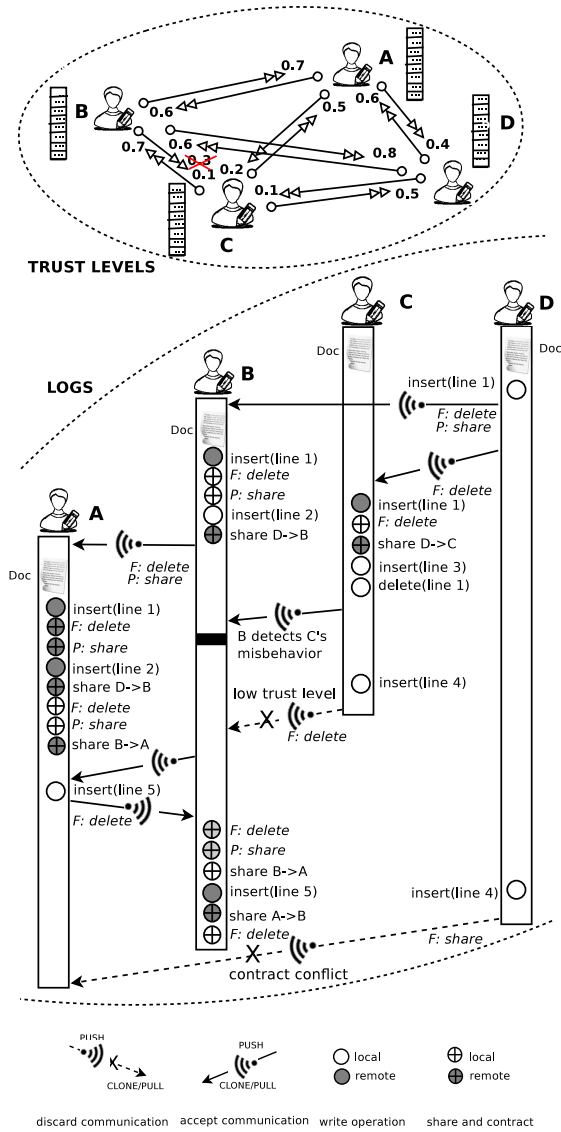 A
0.7
B
0.6
0.5
0.6
D
0.7
0.6
0.3
0.8
0.4
0.1
0.2
0.1
0.5
C
TRUST LEVELS
C
D
LOGS
B
Doc
Doc
insert(line 1)
F: delete
P: share
Doc
insert(line 1)
F: delete
P: share
insert(line 2)
share D->B
F: delete
insert(line 1)
F: delete
share D->C
insert(line 3)
delete(line 1)
A
F: delete
P: share
Doc
insert(line 1)
F: delete
P: share
insert(line 2)
share D->B
F: delete
P: share
share B->A
B detects C's
misbehavior
insert(line 4)
low trust level
X
F: delete
insert(line 5)
F: delete
F: delete
P: share
share B->A
insert(line 5)
share A->B
F: delete
insert(line 4)
F: share
X
contract conflict
PUSH
X
CLONE/PULL
PUSH
CLONE/PULL
local
remote
local
remote
discard communication
accept communication
write operation
share and contract